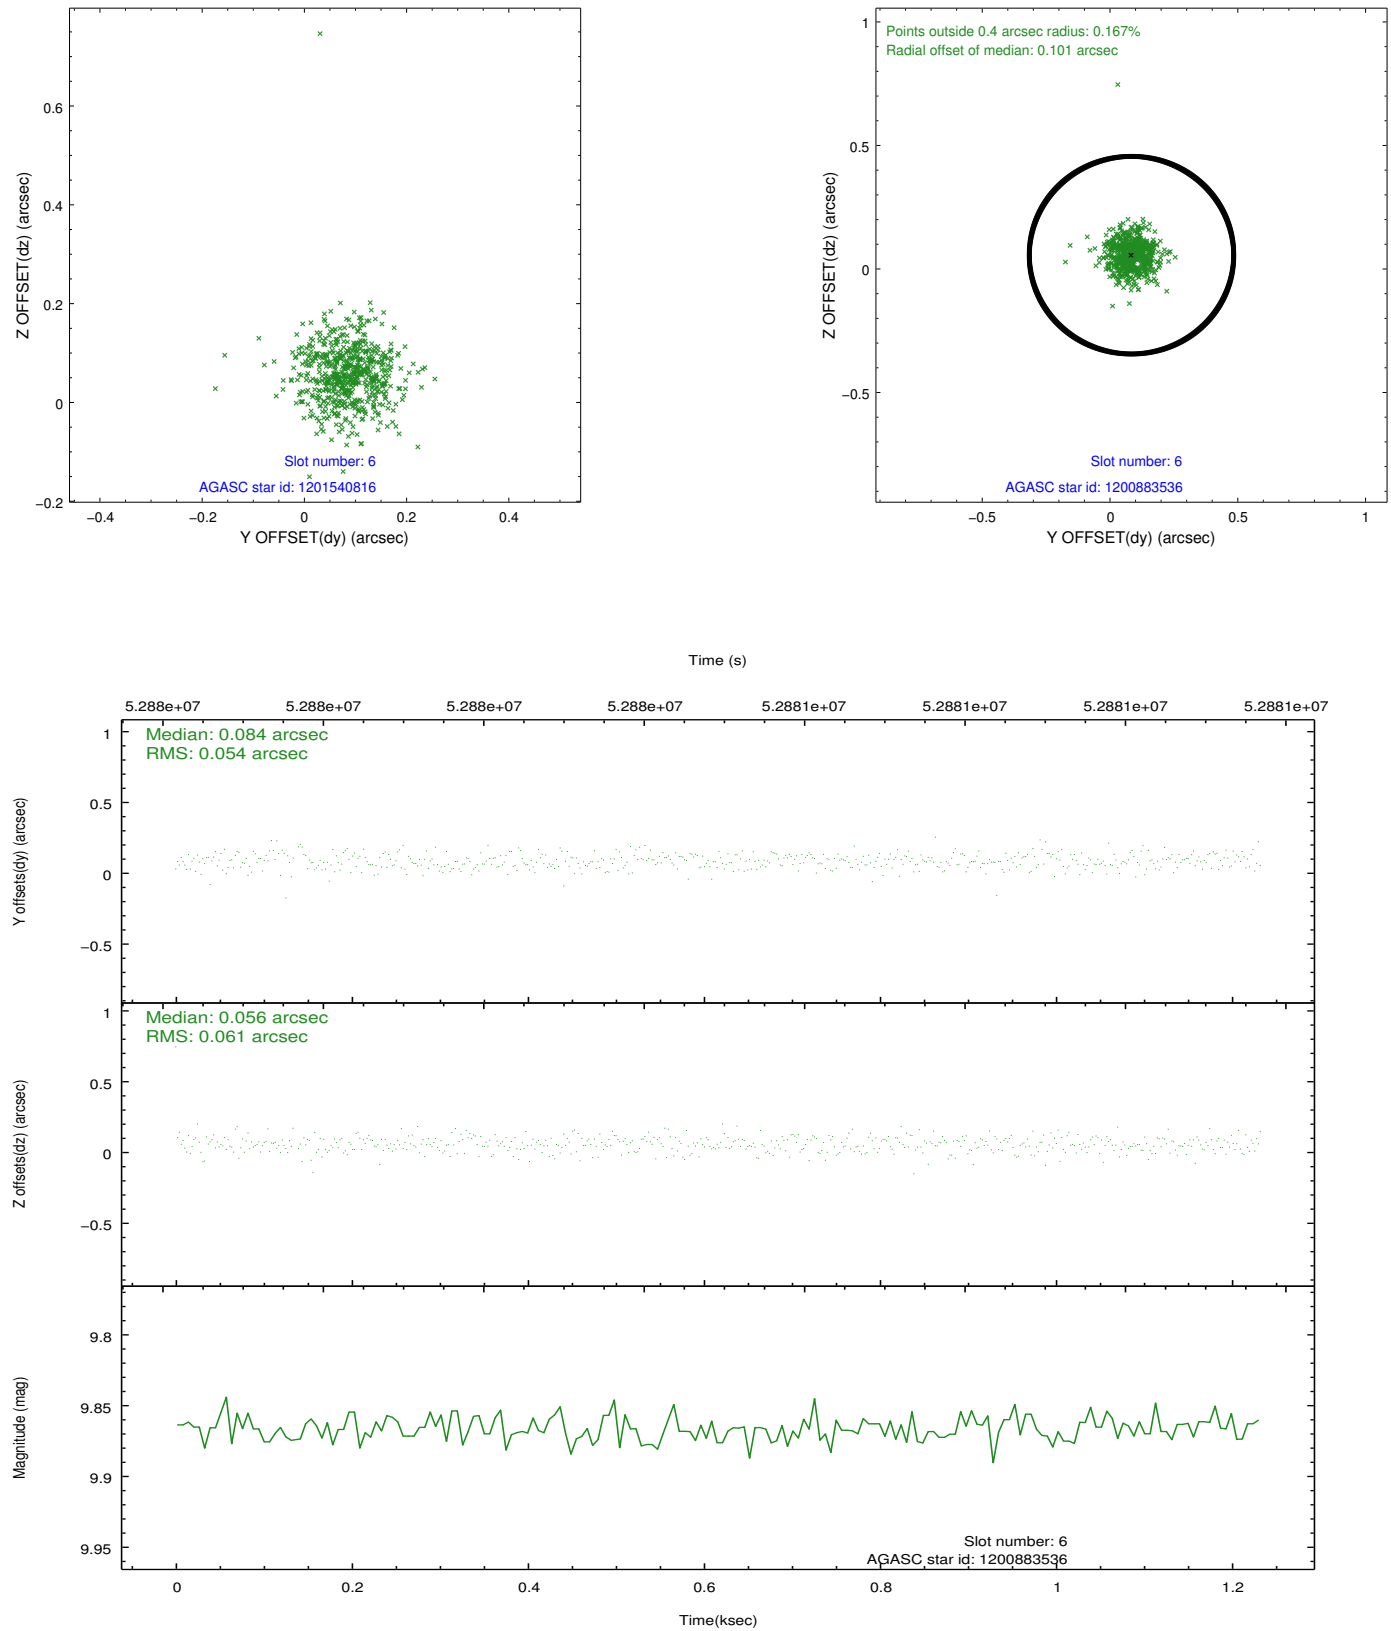 0.6
0.4
0.2
0
−0.2
Z OFFSET(dz) (arcsec)
Slot number: 6
AGASC star id: 1201540816
−0.4 −0.2 0 0.2 0.4
Y OFFSET(dy) (arcsec)
Points outside 0.4 arcsec radius: 0.167%
Radial offset of median: 0.101 arcsec
1
0.5
0
−0.5
Z OFFSET(dz) (arcsec)
Slot number: 6
AGASC star id: 1200883536
−0.5 0 0.5 1
Y OFFSET(dy) (arcsec)
Time (s)
5.288e+07 5.288e+07 5.288e+07 5.288e+07 5.2881e+07 5.2881e+07 5.2881e+07 5.2881e+07
Median: 0.084 arcsec
RMS: 0.054 arcsec
1
0.5
0
−0.5
Y offsets(dy) (arcsec)
Median: 0.056 arcsec
RMS: 0.061 arcsec
1
0.5
0
−0.5
Z offsets(dz) (arcsec)
9.8
9.85
9.9
9.95
Magnitude (mag)
Slot number: 6
AGASC star id: 1200883536
0 0.2 0.4 0.6 0.8 1 1.2
Time(ksec)